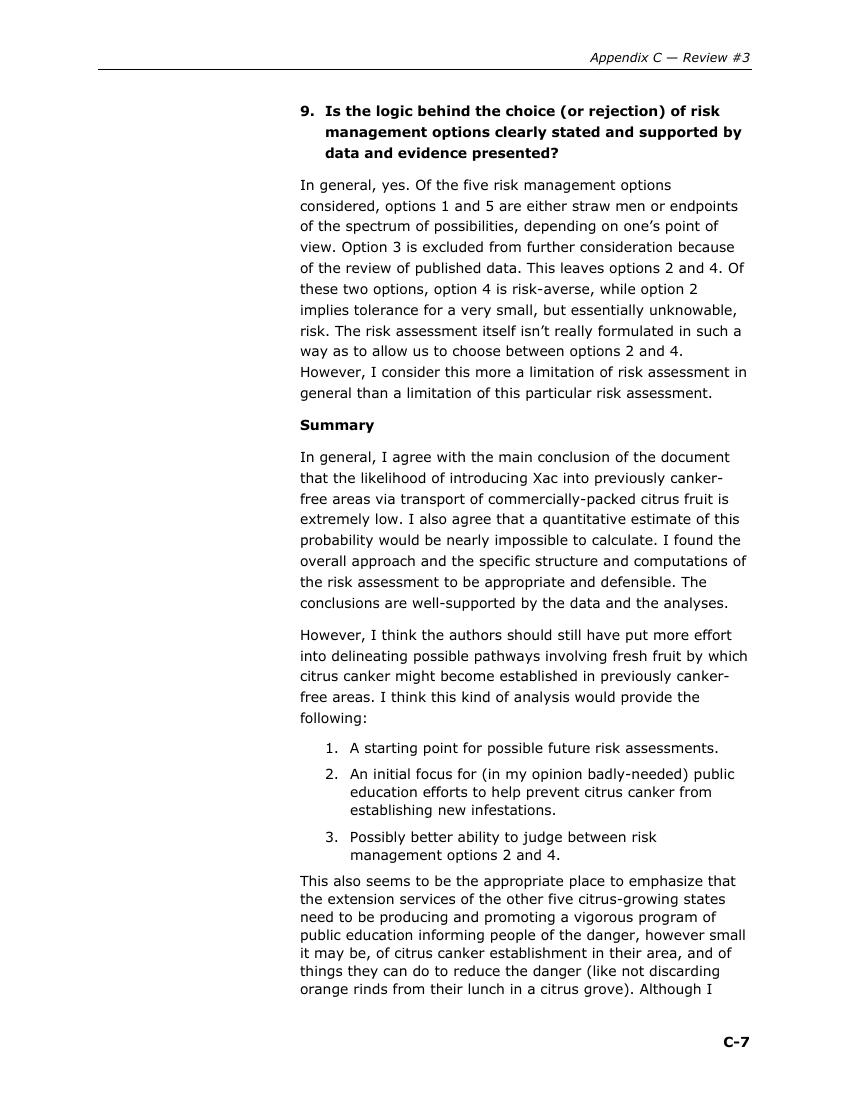 Appendix C — Review #3
9. Is the logic behind the choice (or rejection) of risk
management options clearly stated and supported by
data and evidence presented?
In general, yes. Of the five risk management options
considered, options 1 and 5 are either straw men or endpoints
of the spectrum of possibilities, depending on one’s point of
view. Option 3 is excluded from further consideration because
of the review of published data. This leaves options 2 and 4. Of
these two options, option 4 is risk-averse, while option 2
implies tolerance for a very small, but essentially unknowable,
risk. The risk assessment itself isn’t really formulated in such a
way as to allow us to choose between options 2 and 4.
However, I consider this more a limitation of risk assessment in
general than a limitation of this particular risk assessment.
Summary
In general, I agree with the main conclusion of the document
that the likelihood of introducing Xac into previously canker-
free areas via transport of commercially-packed citrus fruit is
extremely low. I also agree that a quantitative estimate of this
probability would be nearly impossible to calculate. I found the
overall approach and the specific structure and computations of
the risk assessment to be appropriate and defensible. The
conclusions are well-supported by the data and the analyses.
However, I think the authors should still have put more effort
into delineating possible pathways involving fresh fruit by which
citrus canker might become established in previously canker-
free areas. I think this kind of analysis would provide the
following:
1. A starting point for possible future risk assessments.
2. An initial focus for (in my opinion badly-needed) public
education efforts to help prevent citrus canker from
establishing new infestations.
3. Possibly better ability to judge between risk
management options 2 and 4.
This also seems to be the appropriate place to emphasize that
the extension services of the other five citrus-growing states
need to be producing and promoting a vigorous program of
public education informing people of the danger, however small
it may be, of citrus canker establishment in their area, and of
things they can do to reduce the danger (like not discarding
orange rinds from their lunch in a citrus grove). Although I
C-7